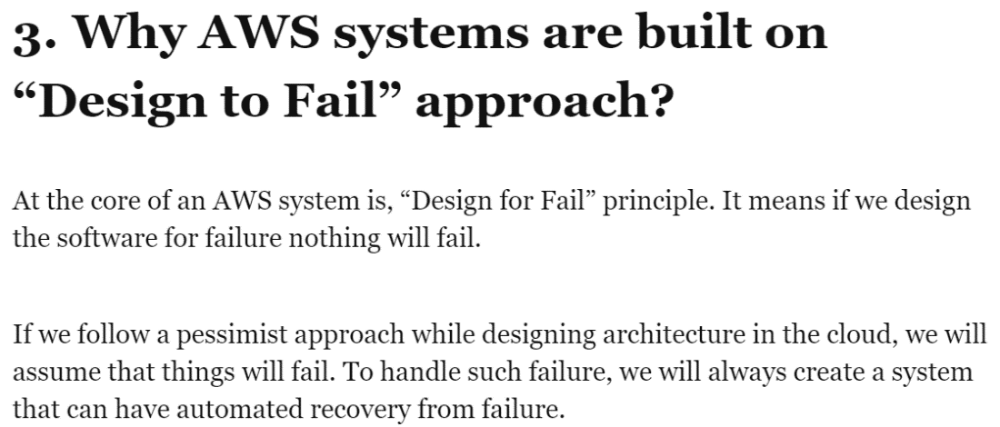 3. Why AWS systems are built on
“Design to Fail” approach?
At the core of an AWS system is, “Design for Fail” principle. It means if we design
the software for failure nothing will fail.
If we follow a pessimist approach while designing architecture in the cloud, we will
assume that things will fail. To handle such failure, we will always create a system
that can have automated recovery from failure.